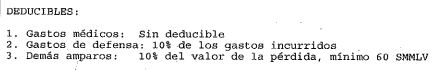 DEDUCIBLES:
1. Gastos médicos: Sin deducible
2. Gastos de defensa: 10% de los gastos incurridos
3. Demás amparos: 10% del valor de la pérdida, mínimo 60 SMMLV